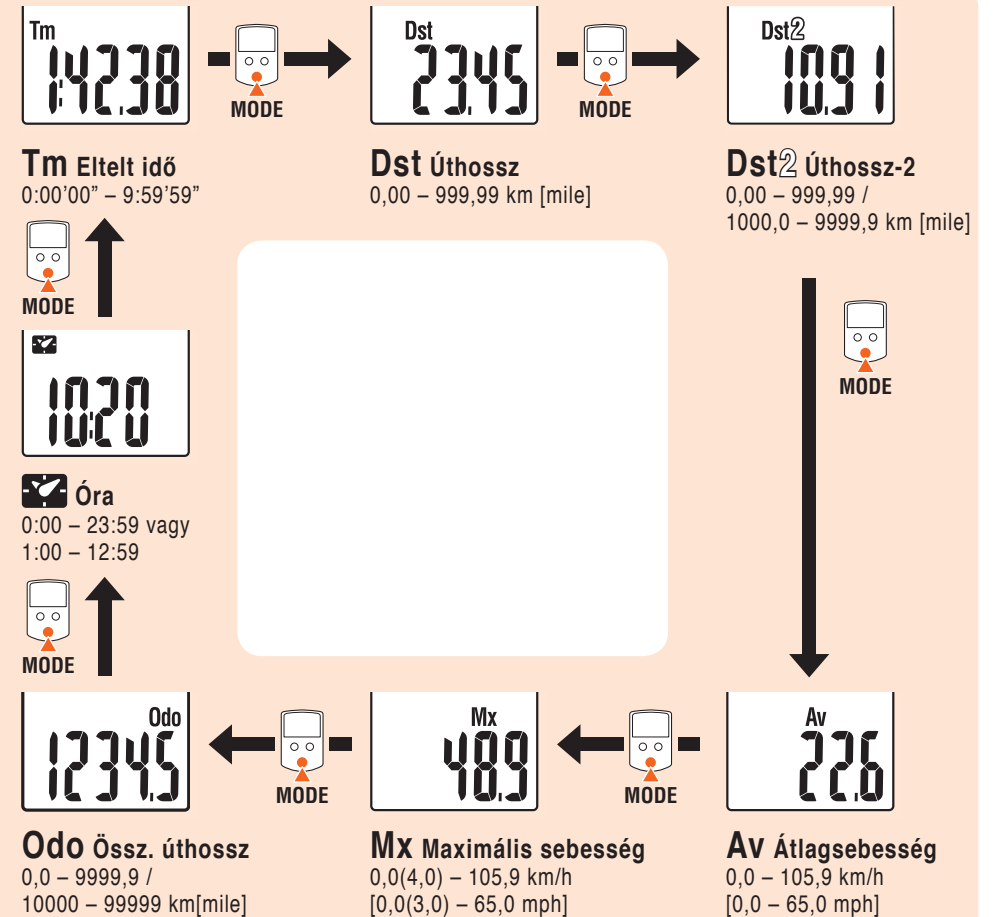 Tm
1:42.38
MODE
Dst
23.45
MODE
Dst2
10.91
Tm Eltelt idő
0:00’00” – 9:59’59”
Dst Úthossz
0,00 – 999,99 km [mile]
Dst2 Úthossz-2
0,00 – 999,99 /
1000,0 – 9999,9 km [mile]
MODE
MODE
10:20
Óra
0:00 – 23:59 vagy
1:00 – 12:59
MODE
Odo
1234.5
MODE
Mx
48.9
MODE
Av
22.6
Odo Össz. úthossz
0,0 – 9999,9 /
10000 – 99999 km[mile]
Mx Maximális sebesség
0,0(4,0) – 105,9 km/h
[0,0(3,0) – 65,0 mph]
Av Átlagsebesség
0,0 – 105,9 km/h
[0,0 – 65,0 mph]